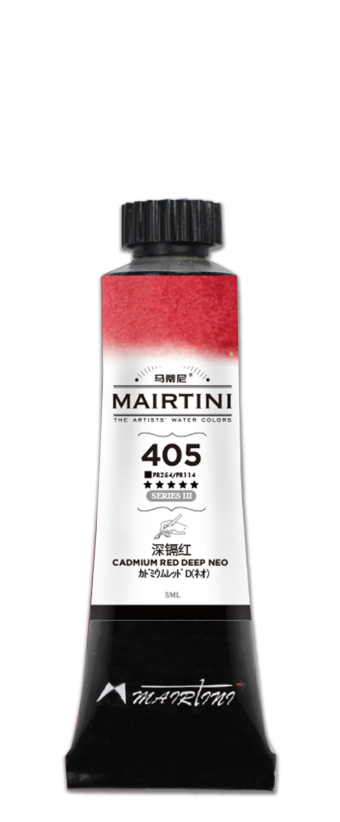 马蒂尼®
MAIRTINI
THE ARTISTS' WATER COLORS
405
PR254/PR114
★★★★★
SERIES III
深镉红
CADMIUM RED DEEP NEO
カドミウムレッド D(ネオ)
5ML
MAIRTINI